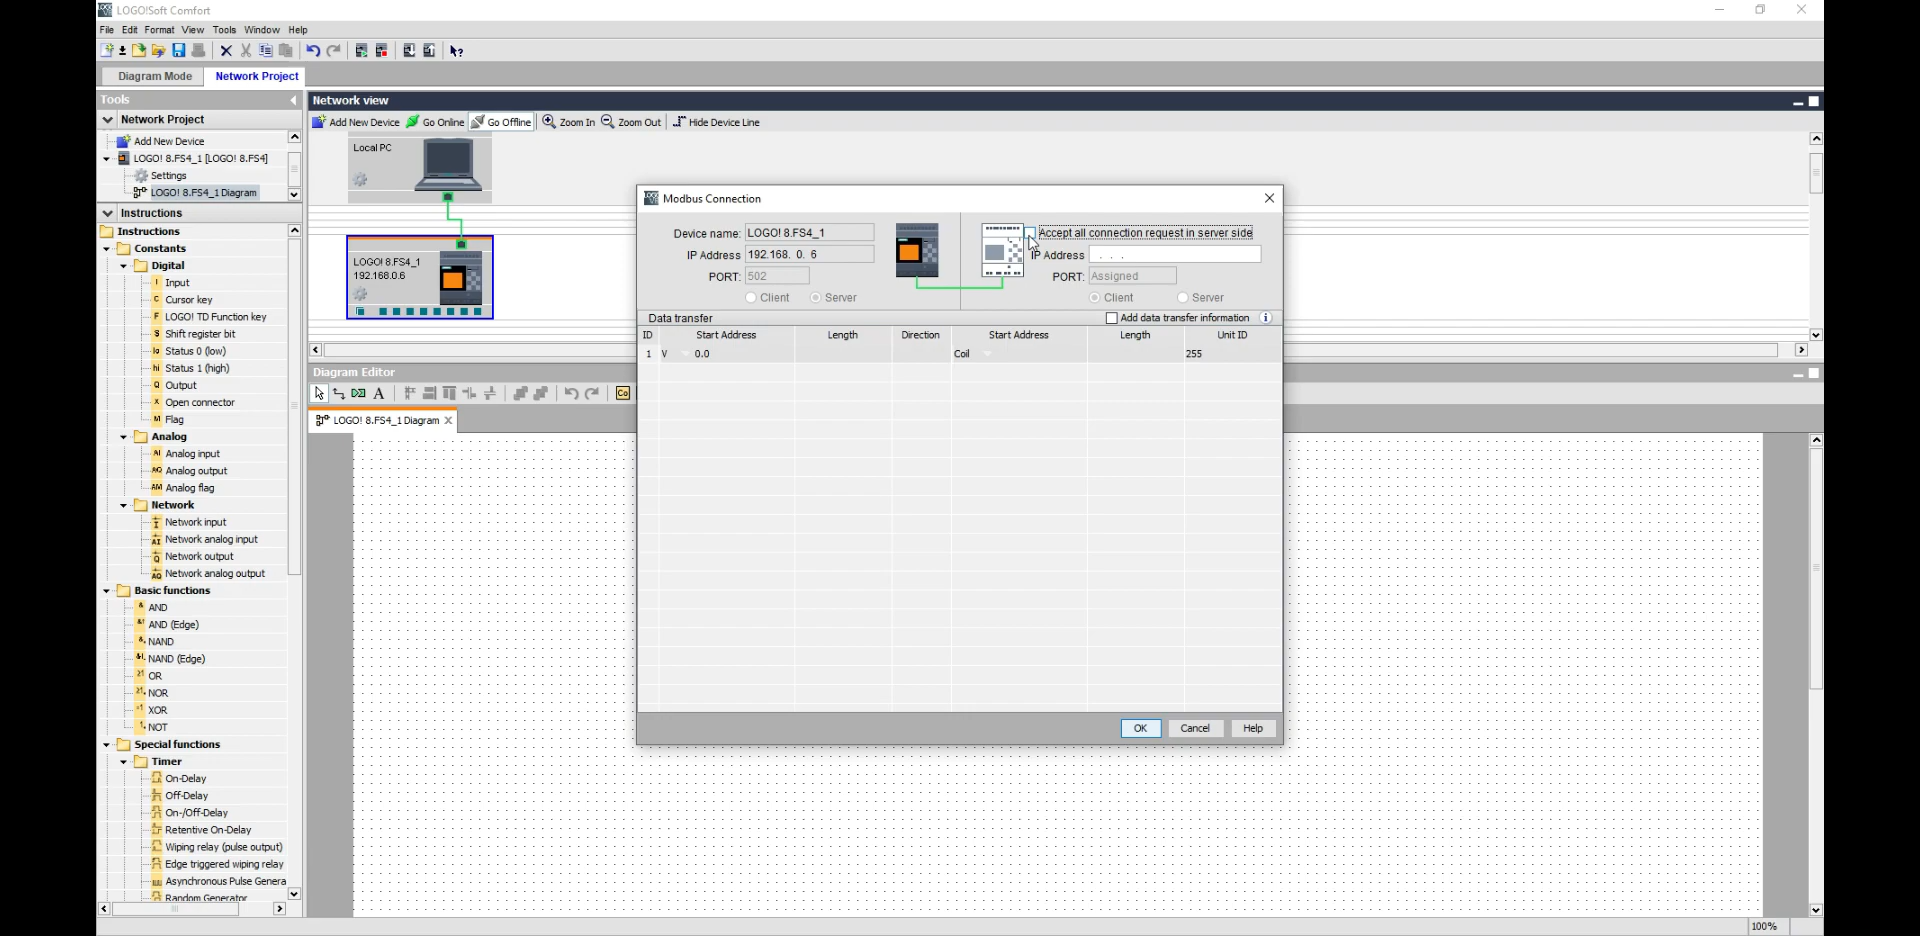 LOGO!Soft Comfort
File Edit Format View Tools Window Help
Diagram Mode Network Project
Tools
Network Project
Add New Device
LOGO! 8.FS4_1 [LOGO! 8.FS4]
Settings
LOGO! 8.FS4_1 Diagram
Instructions
Instructions
Constants
Digital
I Input
C Cursor key
F LOGO! TD Function key
S Shift register bit
lo Status 0 (low)
hi Status 1 (high)
Q Output
X Open connector
M Flag
Analog
AI Analog input
AQ Analog output
AM Analog flag
Network
I Network input
AI Network analog input
Q Network output
AQ Network analog output
Basic functions
& AND
AND (Edge)
NAND
NAND (Edge)
OR
NOR
XOR
NOT
Special functions
Timer
On-Delay
Off-Delay
On-/Off-Delay
Retentive On-Delay
Wiping relay (pulse output)
Edge triggered wiping relay
Asynchronous Pulse Genera
Random Generator
Network view
Add New Device Go Online Go Offline Zoom In Zoom Out Hide Device Line
Local PC
LOGO! 8.FS4_1
192.168.0.6
Diagram Editor
A Co
LOGO! 8.FS4_1 Diagram
Modbus Connection
Device name: LOGO! 8.FS4_1 Accept all connection request in server side
IP Address 192.168. 0. 6 IP Address . . .
PORT: 502 PORT: Assigned
Client Server Client Server
Data transfer Add data transfer information
ID Start Address Length Direction Start Address Length Unit ID
1 V 0.0 Coil 255
OK Cancel Help
100%